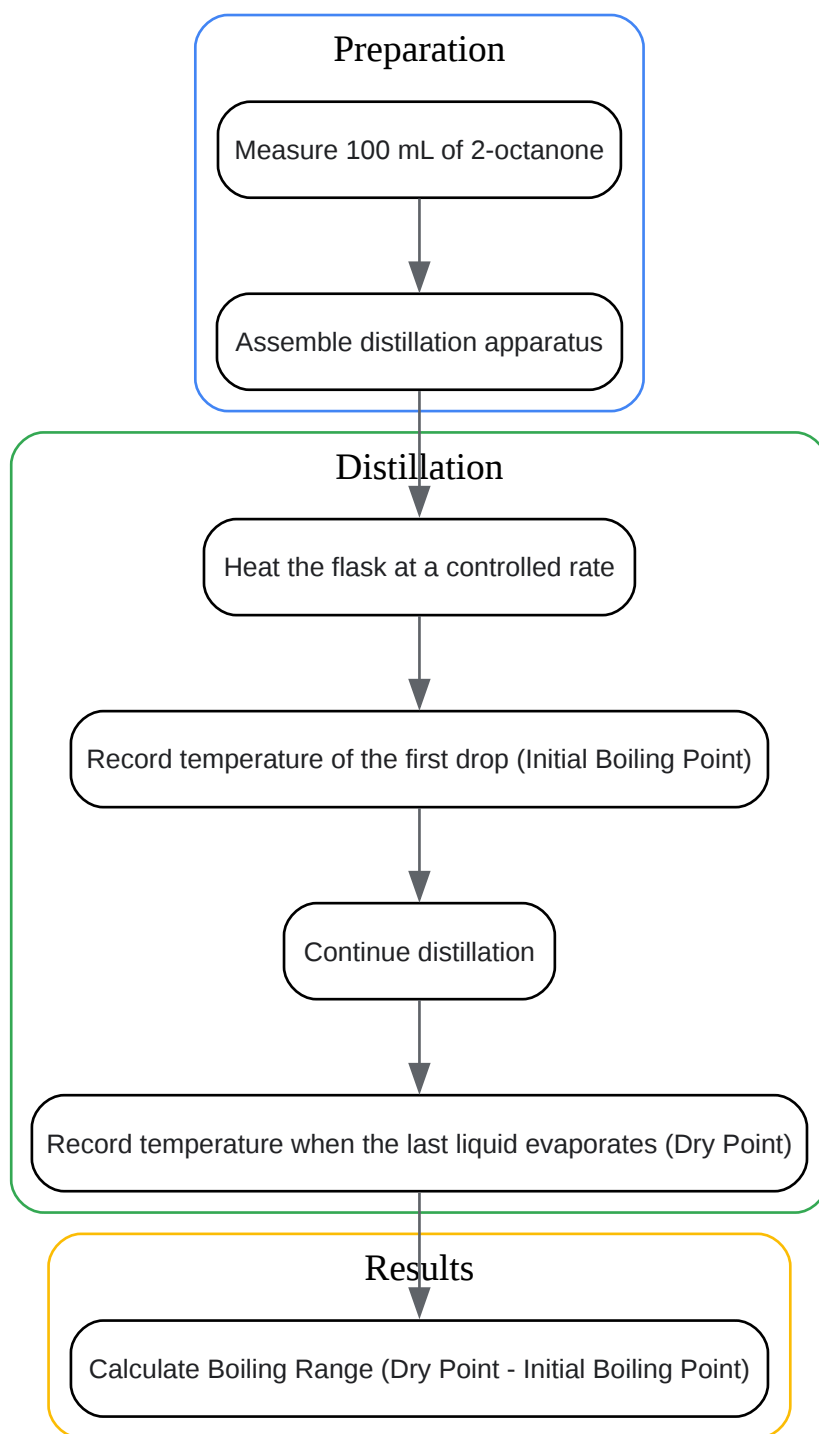 Preparation
Measure 100 mL of 2-octanone
Assemble distillation apparatus
Distillation
Heat the flask at a controlled rate
Record temperature of the first drop (Initial Boiling Point)
Continue distillation
Record temperature when the last liquid evaporates (Dry Point)
Results
Calculate Boiling Range (Dry Point - Initial Boiling Point)